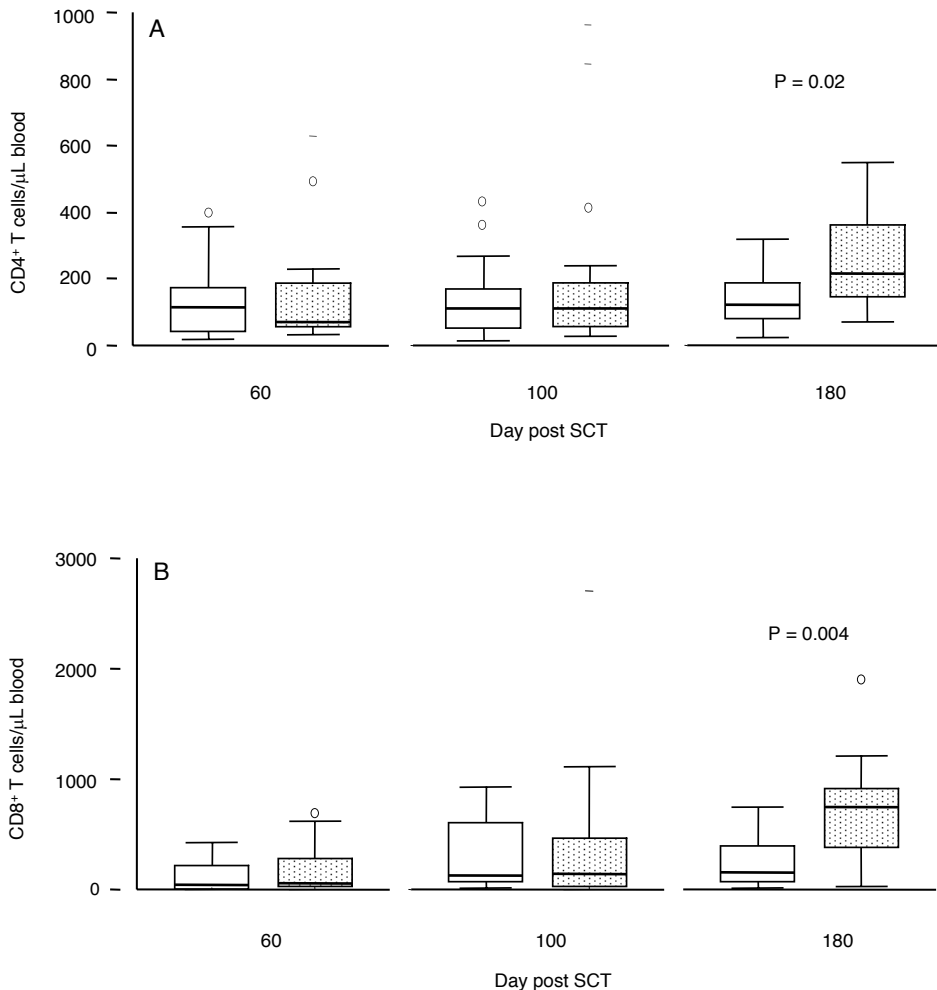 A
1000
800
600
400
200
0
CD4⁺ T cells/μL blood
P = 0.02
60 100 180
Day post SCT
B
3000
2000
1000
0
CD8⁺ T cells/μL blood
P = 0.004
60 100 180
Day post SCT